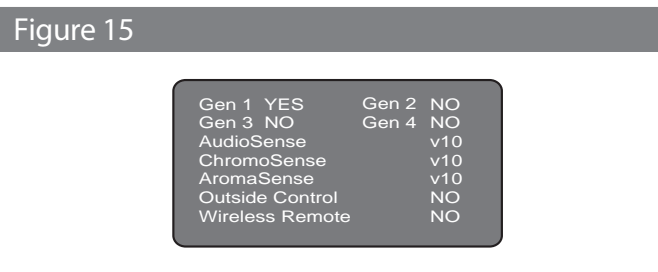 Figure 15
Gen 1 YES Gen 2 NO
Gen 3 NO Gen 4 NO
AudioSense v10
ChromoSense v10
AromaSense v10
Outside Control NO
Wireless Remote NO